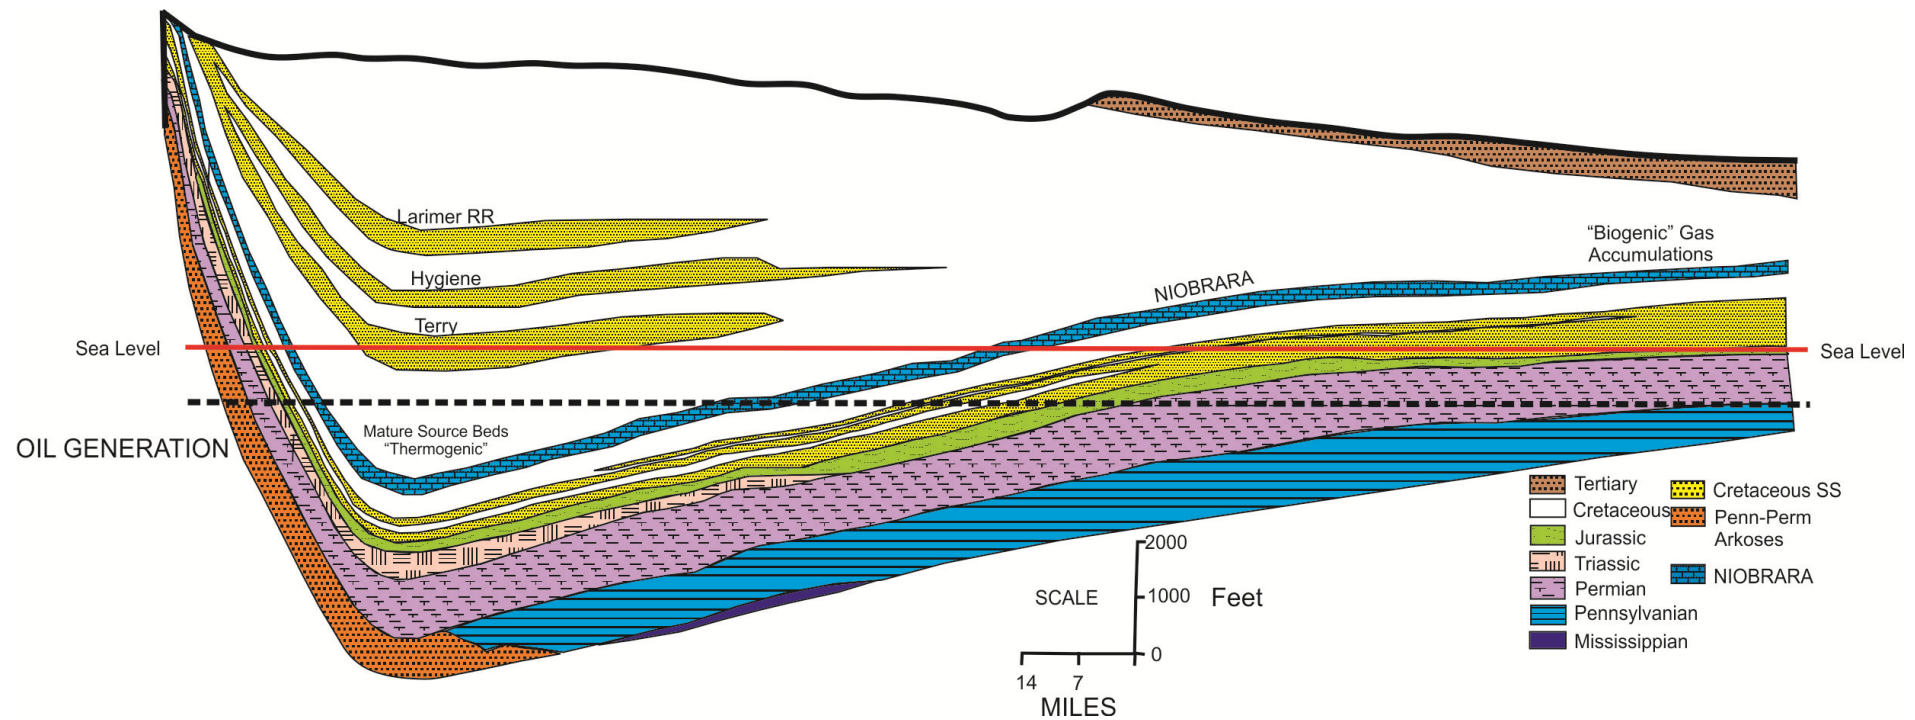 Larimer RR
Hygiene
Terry
Sea Level
NIOBRARA
“Biogenic” Gas
Accumulations
Sea Level
Mature Source Beds
“Thermogenic”
OIL GENERATION
Tertiary
Cretaceous
Jurassic
Triassic
Permian
Pennsylvanian
Mississippian
Cretaceous SS
Penn-Perm
Arkoses
NIOBRARA
SCALE
2000
1000
0
Feet
14
7
MILES